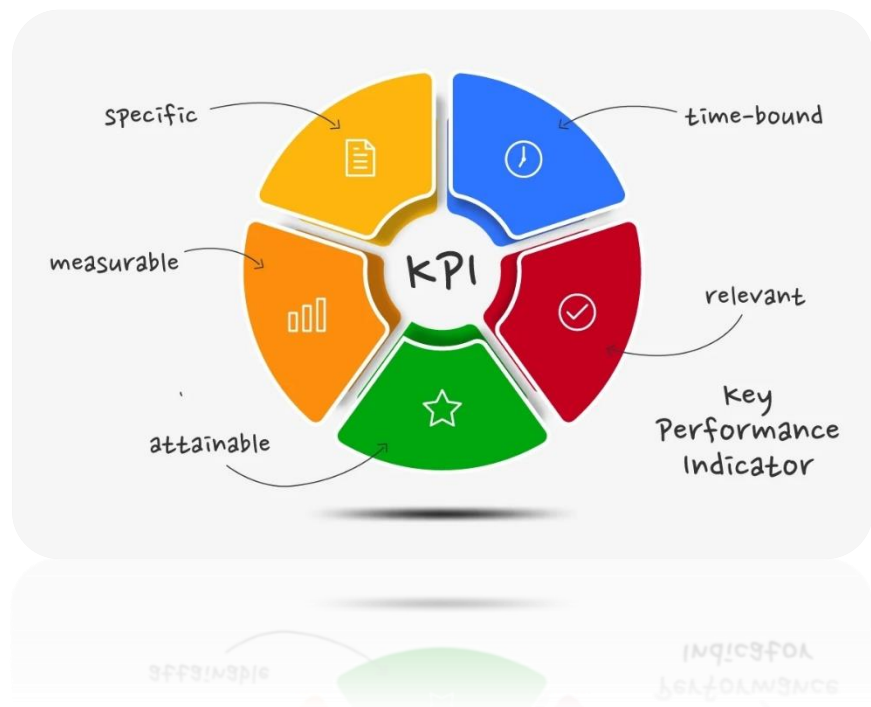 specific
time-bound
measurable
KPI
relevant
attainable
Key
Performance
Indicator